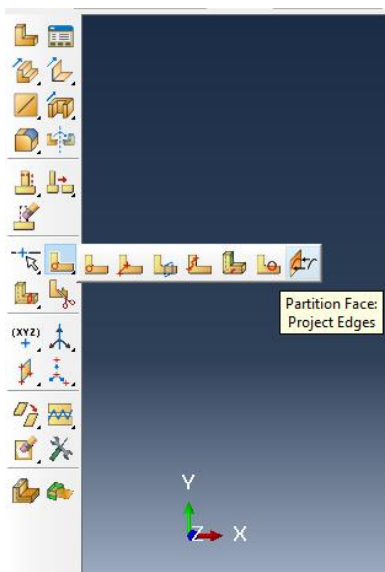 (XYZ)
Partition Face:
Project Edges
Y
Z
X